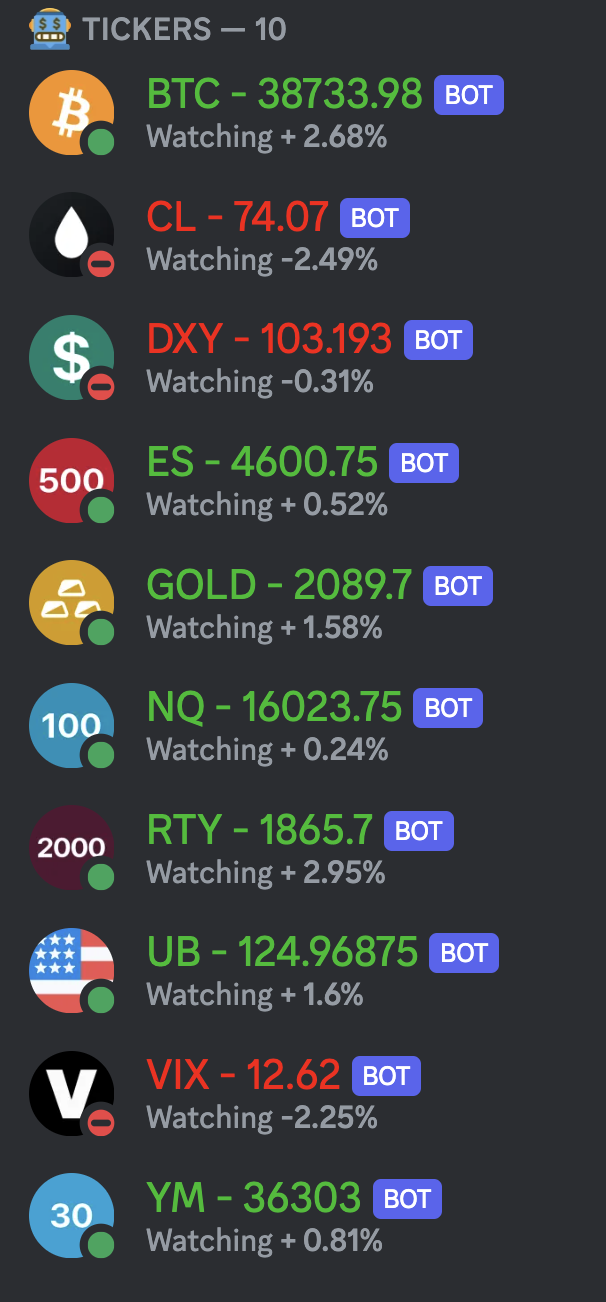 TICKERS — 10
BTC - 38733.98 BOT
Watching + 2.68%
CL - 74.07 BOT
Watching -2.49%
$
DXY - 103.193 BOT
Watching -0.31%
500
ES - 4600.75 BOT
Watching + 0.52%
GOLD - 2089.7 BOT
Watching + 1.58%
100
NQ - 16023.75 BOT
Watching + 0.24%
2000
RTY - 1865.7 BOT
Watching + 2.95%
UB - 124.96875 BOT
Watching + 1.6%
V
VIX - 12.62 BOT
Watching -2.25%
30
YM - 36303 BOT
Watching + 0.81%